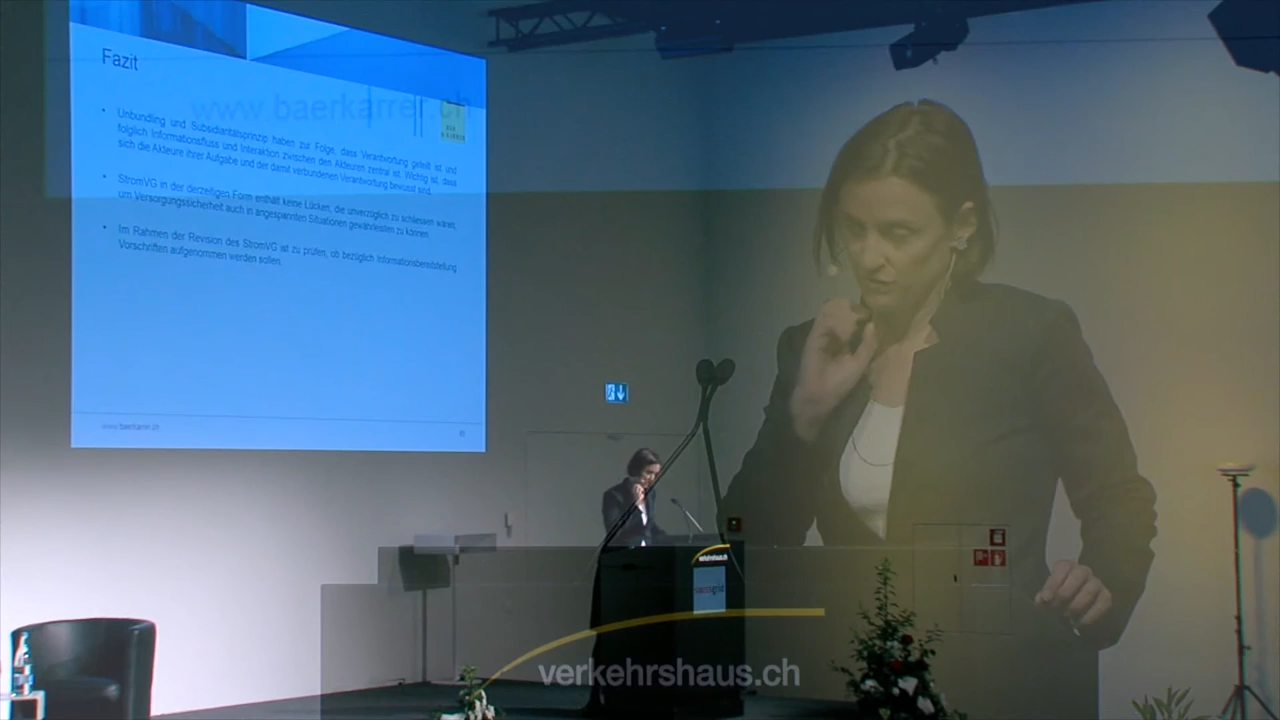 Fazit
www.baerkarrer.ch
• Unbundling und Subsidiaritätsprinzip haben zur Folge, dass Verantwortung geteilt ist und
folglich Informationsfluss und Interaktion zwischen den Akteuren zentral ist. Wichtig ist, dass
sich die Akteure ihrer Aufgabe und der damit verbundenen Verantwortung bewusst sind.
• StromVG in der derzeitigen Form enthält keine Lücken, die unverzüglich zu schliessen wären,
um Versorgungssicherheit auch in angespannten Situationen gewährleisten zu können.
• Im Rahmen der Revision des StromVG ist zu prüfen, ob bezüglich Informationsbereitstellung
Vorschriften aufgenommen werden sollen.
www.baerkarrer.ch
verkehrshaus.ch
swissgrid
verkehrshaus.ch